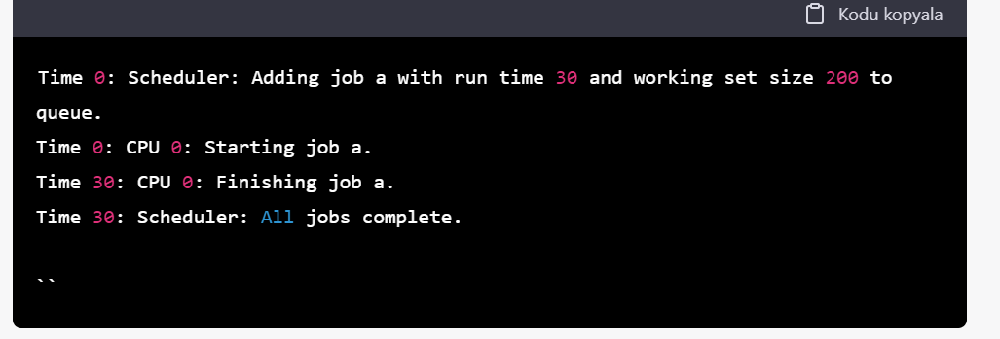 Kodu kopyala
Time 0: Scheduler: Adding job a with run time 30 and working set size 200 to
queue.
Time 0: CPU 0: Starting job a.
Time 30: CPU 0: Finishing job a.
Time 30: Scheduler: All jobs complete.
``